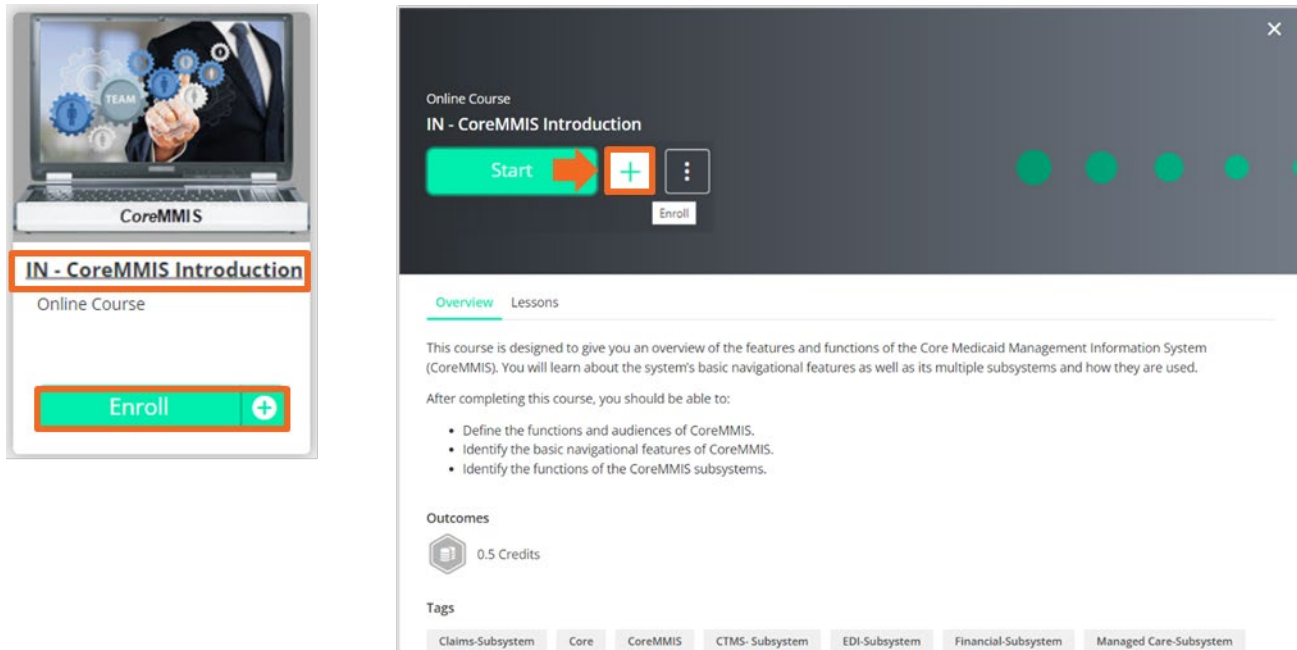 TEAM
CoreMMIS
IN - CoreMMIS Introduction
Online Course
Enroll
Online Course
IN - CoreMMIS Introduction
Start
Enroll
Overview Lessons
This course is designed to give you an overview of the features and functions of the Core Medicaid Management Information System
(CoreMMIS). You will learn about the system's basic navigational features as well as its multiple subsystems and how they are used.
After completing this course, you should be able to:
• Define the functions and audiences of CoreMMIS.
• Identify the basic navigational features of CoreMMIS.
• Identify the functions of the CoreMMIS subsystems.
Outcomes
0.5 Credits
Tags
Claims-Subsystem Core CoreMMIS CTMS- Subsystem EDI-Subsystem Financial-Subsystem Managed Care-Subsystem